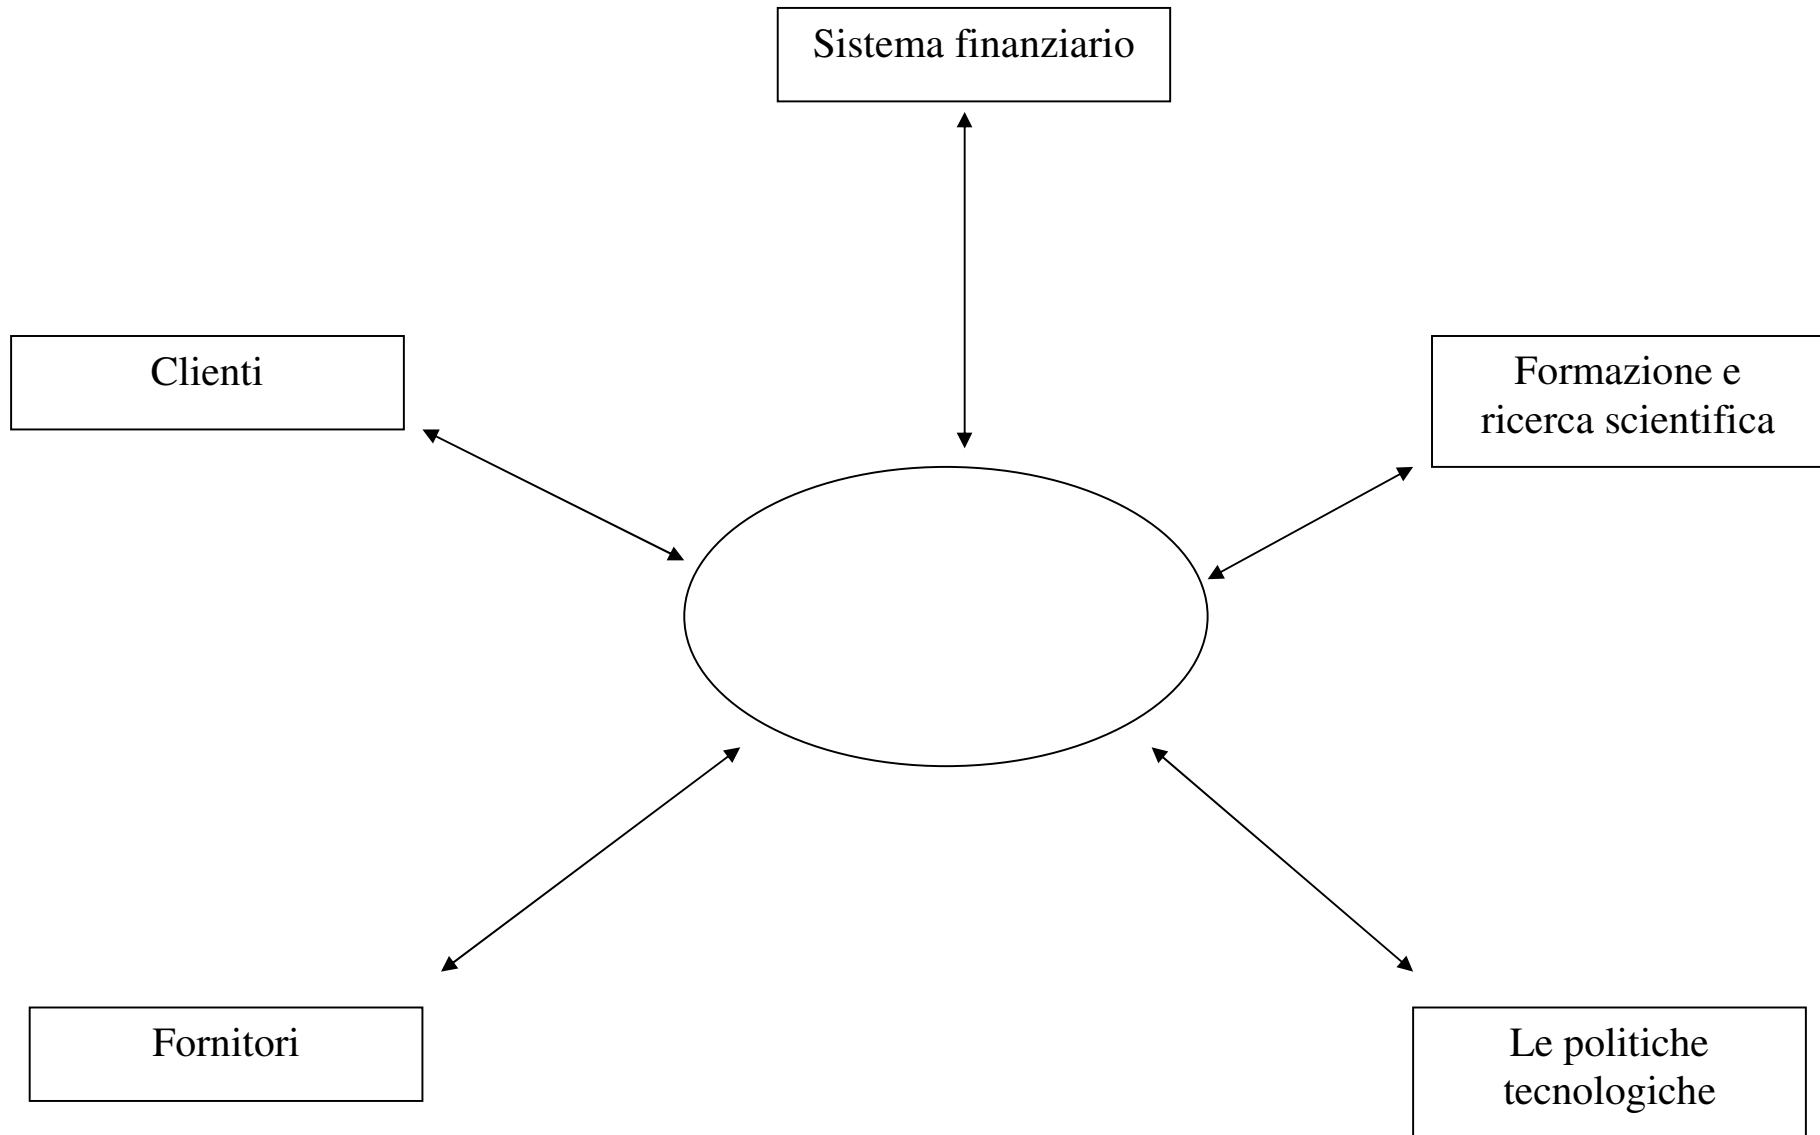 Sistema finanziario
Clienti
Formazione e
ricerca scientifica
Fornitori
Le politiche
tecnologiche